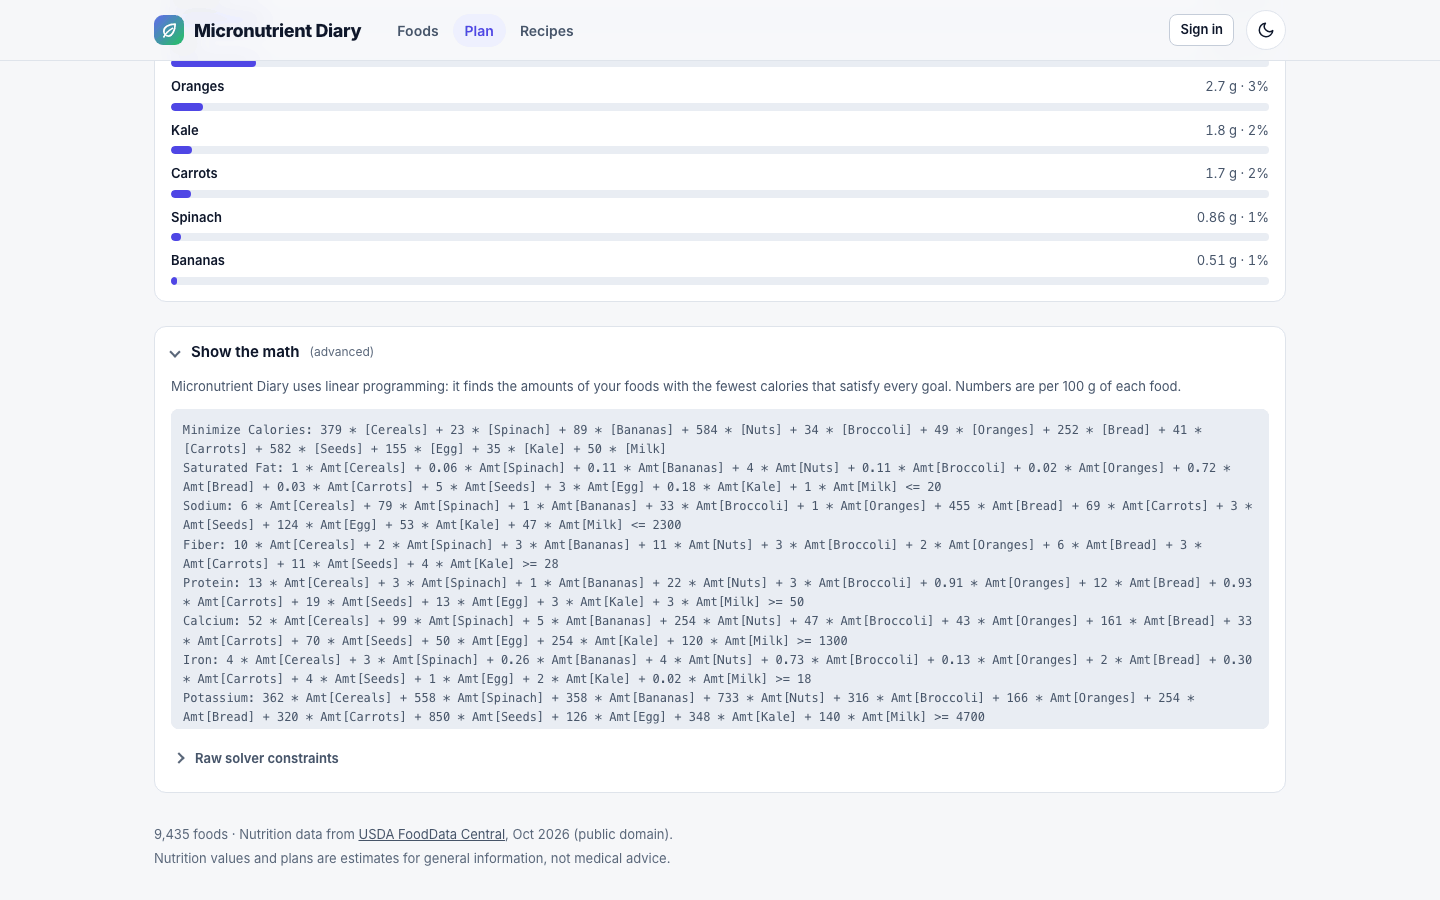 Micronutrient Diary
Foods
Plan
Recipes
Sign in
Oranges
2.7 g · 3%
Kale
1.8 g · 2%
Carrots
1.7 g · 2%
Spinach
0.86 g · 1%
Bananas
0.51 g · 1%
Show the math (advanced)
Micronutrient Diary uses linear programming: it finds the amounts of your foods with the fewest calories that satisfy every goal. Numbers are per 100 g of each food.
Minimize Calories: 379 * [Cereals] + 23 * [Spinach] + 89 * [Bananas] + 584 * [Nuts] + 34 * [Broccoli] + 49 * [Oranges] + 252 * [Bread] + 41 *
[Carrots] + 582 * [Seeds] + 155 * [Egg] + 35 * [Kale] + 50 * [Milk]
Saturated Fat: 1 * Amt[Cereals] + 0.06 * Amt[Spinach] + 0.11 * Amt[Bananas] + 4 * Amt[Nuts] + 0.11 * Amt[Broccoli] + 0.02 * Amt[Oranges] + 0.72 *
Amt[Bread] + 0.03 * Amt[Carrots] + 5 * Amt[Seeds] + 3 * Amt[Egg] + 0.18 * Amt[Kale] + 1 * Amt[Milk] <= 20
Sodium: 6 * Amt[Cereals] + 79 * Amt[Spinach] + 1 * Amt[Bananas] + 33 * Amt[Broccoli] + 1 * Amt[Oranges] + 455 * Amt[Bread] + 69 * Amt[Carrots] + 3 *
Amt[Seeds] + 124 * Amt[Egg] + 53 * Amt[Kale] + 47 * Amt[Milk] <= 2300
Fiber: 10 * Amt[Cereals] + 2 * Amt[Spinach] + 3 * Amt[Bananas] + 11 * Amt[Nuts] + 3 * Amt[Broccoli] + 2 * Amt[Oranges] + 6 * Amt[Bread] + 3 *
Amt[Carrots] + 11 * Amt[Seeds] + 4 * Amt[Kale] >= 28
Protein: 13 * Amt[Cereals] + 3 * Amt[Spinach] + 1 * Amt[Bananas] + 22 * Amt[Nuts] + 3 * Amt[Broccoli] + 0.91 * Amt[Oranges] + 12 * Amt[Bread] + 0.93
* Amt[Carrots] + 19 * Amt[Seeds] + 13 * Amt[Egg] + 3 * Amt[Kale] + 3 * Amt[Milk] >= 50
Calcium: 52 * Amt[Cereals] + 99 * Amt[Spinach] + 5 * Amt[Bananas] + 254 * Amt[Nuts] + 47 * Amt[Broccoli] + 43 * Amt[Oranges] + 161 * Amt[Bread] + 33
* Amt[Carrots] + 70 * Amt[Seeds] + 50 * Amt[Egg] + 254 * Amt[Kale] + 120 * Amt[Milk] >= 1300
Iron: 4 * Amt[Cereals] + 3 * Amt[Spinach] + 0.26 * Amt[Bananas] + 4 * Amt[Nuts] + 0.73 * Amt[Broccoli] + 0.13 * Amt[Oranges] + 2 * Amt[Bread] + 0.30
* Amt[Carrots] + 4 * Amt[Seeds] + 1 * Amt[Egg] + 2 * Amt[Kale] + 0.02 * Amt[Milk] >= 18
Potassium: 362 * Amt[Cereals] + 558 * Amt[Spinach] + 358 * Amt[Bananas] + 733 * Amt[Nuts] + 316 * Amt[Broccoli] + 166 * Amt[Oranges] + 254 *
Amt[Bread] + 320 * Amt[Carrots] + 850 * Amt[Seeds] + 126 * Amt[Egg] + 348 * Amt[Kale] + 140 * Amt[Milk] >= 4700
Raw solver constraints
9,435 foods · Nutrition data from USDA FoodData Central, Oct 2026 (public domain).
Nutrition values and plans are estimates for general information, not medical advice.